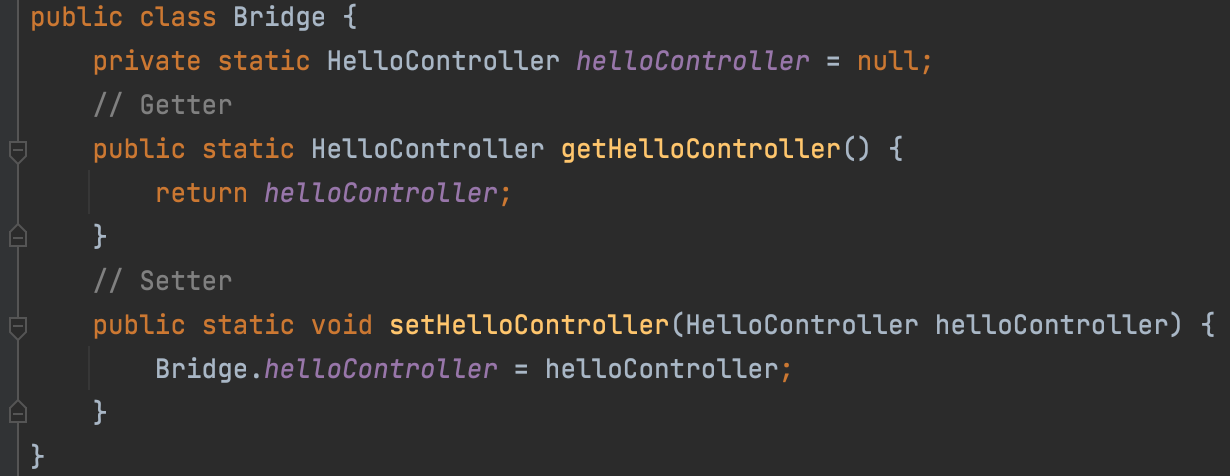 public class Bridge {
    private static HelloController helloController = null;
    // Getter
    public static HelloController getHelloController() {
        return helloController;
    }
    // Setter
    public static void setHelloController(HelloController helloController) {
        Bridge.helloController = helloController;
    }
}